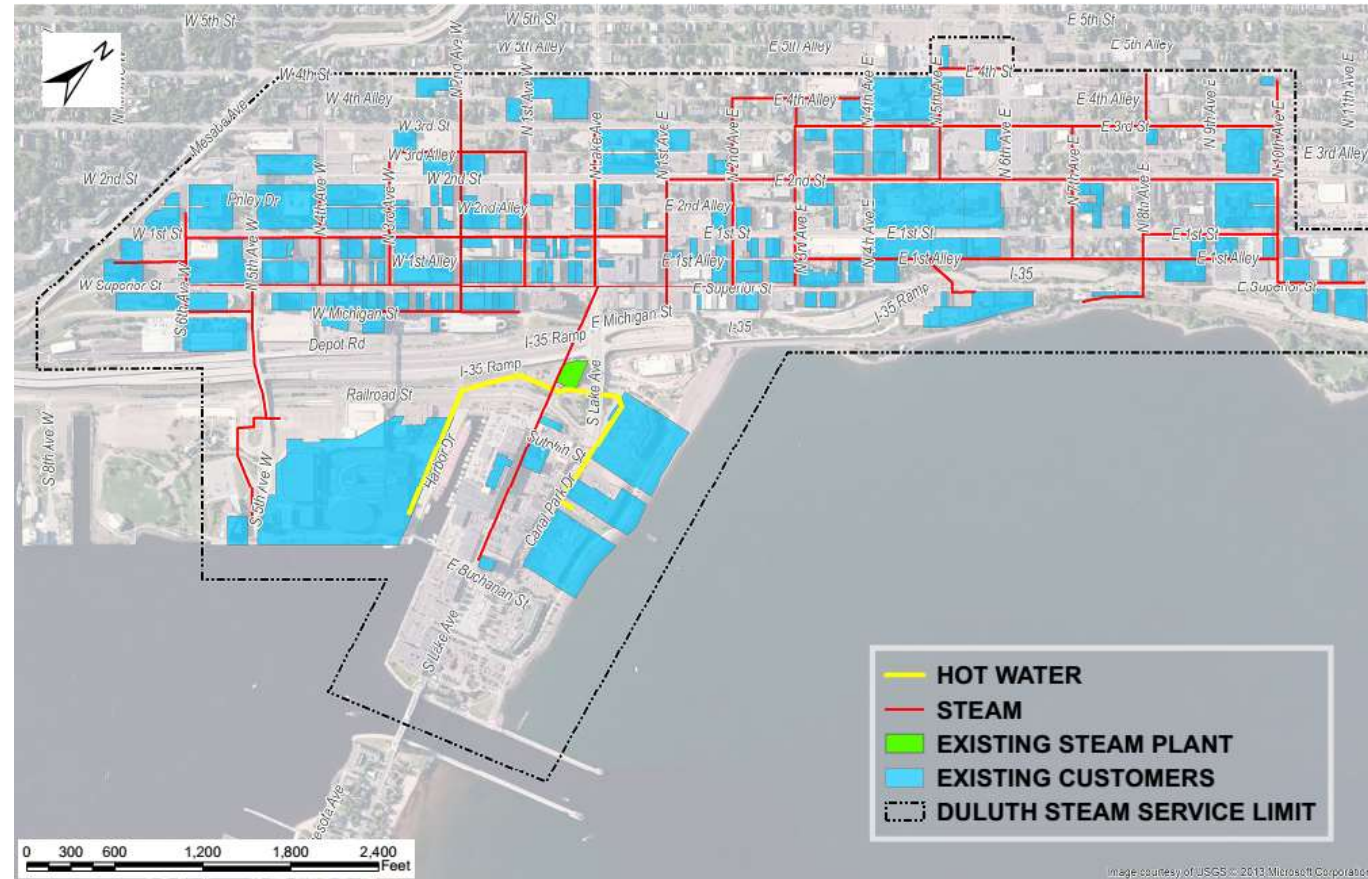 W 5th St
W 5th St
E 5th St
N
W 5th Alley
E 5th Alley
E 5th Alley
W 4th St
N 2nd Ave W
N 1st Ave W
E 4th St
W 4th Alley
E 4th Alley
N 4th Ave E
N 5th Ave E
E 4th Alley
N 9th Ave E
N 10th Ave E
N 11th Ave E
Mesaba Ave
W 3rd St
N Lake Ave
N 1st Ave E
N 2nd Ave E
N 6th Ave E
E 3rd St
W 3rd Alley
E 3rd Alley
W 2nd St
W 2nd St
E 2nd St
N 7th Ave E
N 8th Ave E
Phley Dr
N 4th Ave W
N 3rd Ave W
W 2nd Alley
E 2nd Alley
N 3rd Ave E
W 1st St
N 5th Ave W
E 1st St
N 4th Ave E
E 1st St
E 1st St
W 1st Alley
E 1st Alley
E 1st Alley
E 1st Alley
I-35
W Superior St
S 6th Ave W
E Superior St
E Superior St
W Michigan St
E Michigan St
I-35
I-35 Ramp
Depot Rd
I-35 Ramp
I-35 Ramp
Railroad St
S Lake Ave
S 8th Ave W
S 5th Ave W
Harbor Dr
Sutphin St
Canal Park Dr
E Buchanan St
S Lake Ave
HOT WATER
STEAM
EXISTING STEAM PLANT
EXISTING CUSTOMERS
DULUTH STEAM SERVICE LIMIT
0 300 600 1,200 1,800 2,400
Feet
Image courtesy of USGS © 2013 Microsoft Corporation